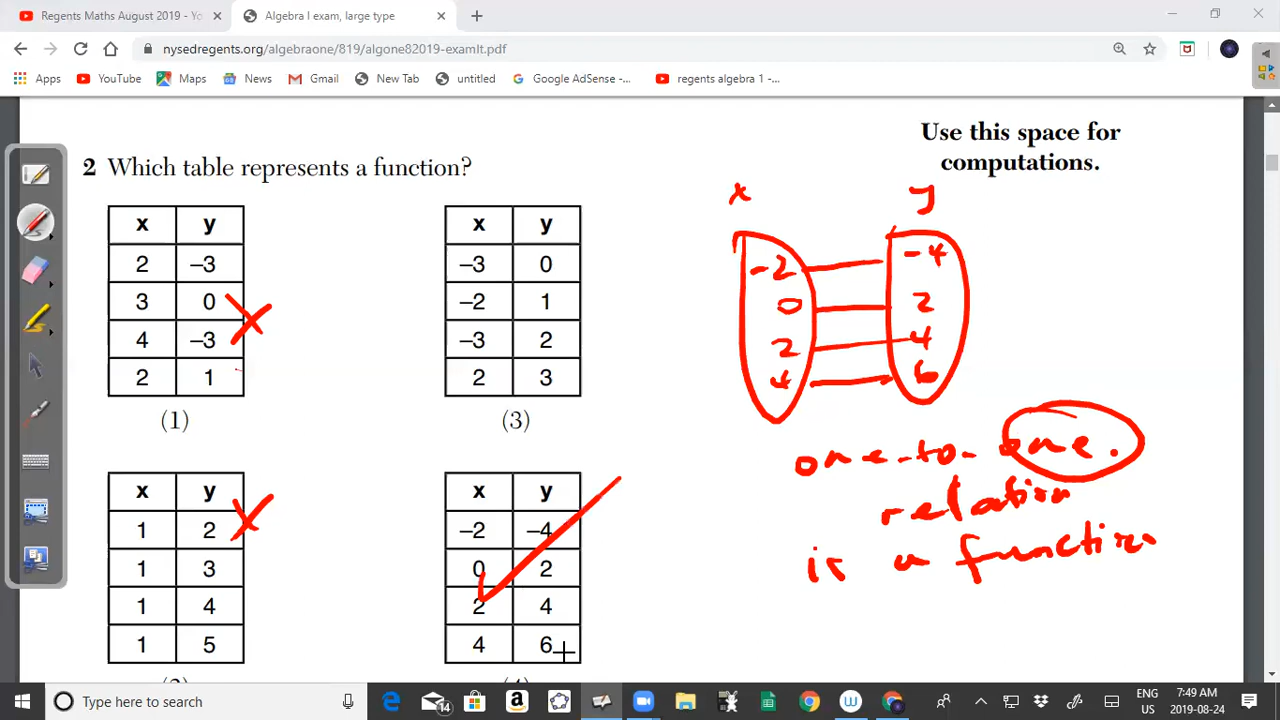 Regents Maths August 2019 - Yo
Algebra I exam, large type
nysedregents.org/algebraone/819/algone82019-examlt.pdf
Apps
YouTube
Maps
News
Gmail
New Tab
untitled
Google AdSense -...
regents algebra 1 -...
Use this space for
computations.
2 Which table represents a function?
x y
2 –3
3 0
4 –3
2 1
(1)
x y
–3 0
–2 1
–3 2
2 3
(3)
x y
1 2
1 3
1 4
1 5
x y
–2 –4
0 2
2 4
4 6
x y
-2 -4
0 2
2 4
4 6
one-to-one.
relation
is a function
Type here to search
14
ENG
US
7:49 AM
2019-08-24